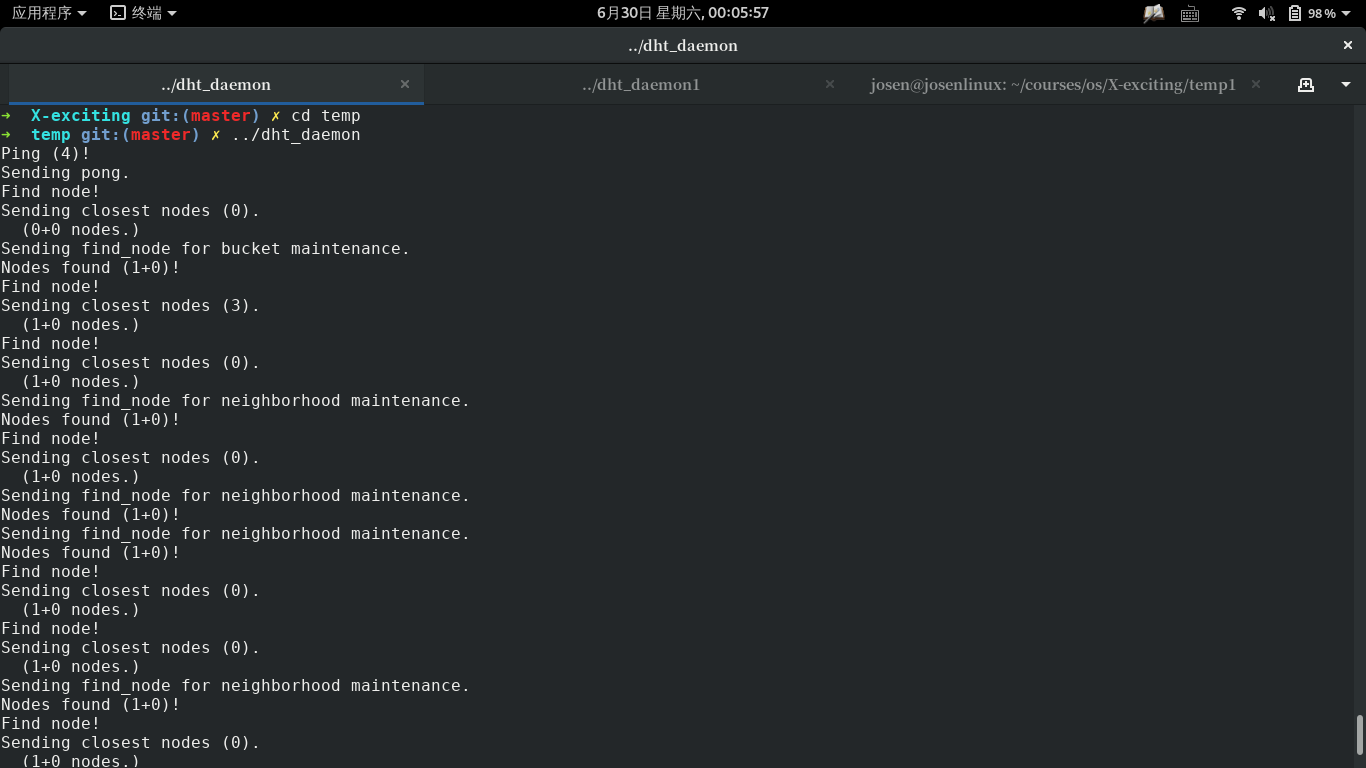 应用程序 终端 6月30日 星期六, 00:05:57 98%
../dht_daemon
../dht_daemon ../dht_daemon1 josen@josenlinux: ~/courses/os/X-exciting/temp1
➜  X-exciting git:(master) ✗ cd temp
➜  temp git:(master) ✗ ../dht_daemon
Ping (4)!
Sending pong.
Find node!
Sending closest nodes (0).
  (0+0 nodes.)
Sending find_node for bucket maintenance.
Nodes found (1+0)!
Find node!
Sending closest nodes (3).
  (1+0 nodes.)
Find node!
Sending closest nodes (0).
  (1+0 nodes.)
Sending find_node for neighborhood maintenance.
Nodes found (1+0)!
Find node!
Sending closest nodes (0).
  (1+0 nodes.)
Sending find_node for neighborhood maintenance.
Nodes found (1+0)!
Sending find_node for neighborhood maintenance.
Nodes found (1+0)!
Find node!
Sending closest nodes (0).
  (1+0 nodes.)
Find node!
Sending closest nodes (0).
  (1+0 nodes.)
Sending find_node for neighborhood maintenance.
Nodes found (1+0)!
Find node!
Sending closest nodes (0).
  (1+0 nodes.)